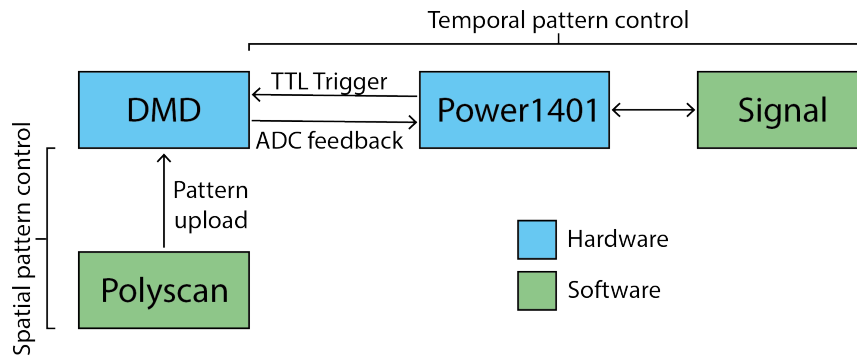 Temporal pattern control
DMD
TTL Trigger
ADC feedback
Power1401
Signal
Spatial pattern control
Pattern
upload
Polyscan
Hardware
Software